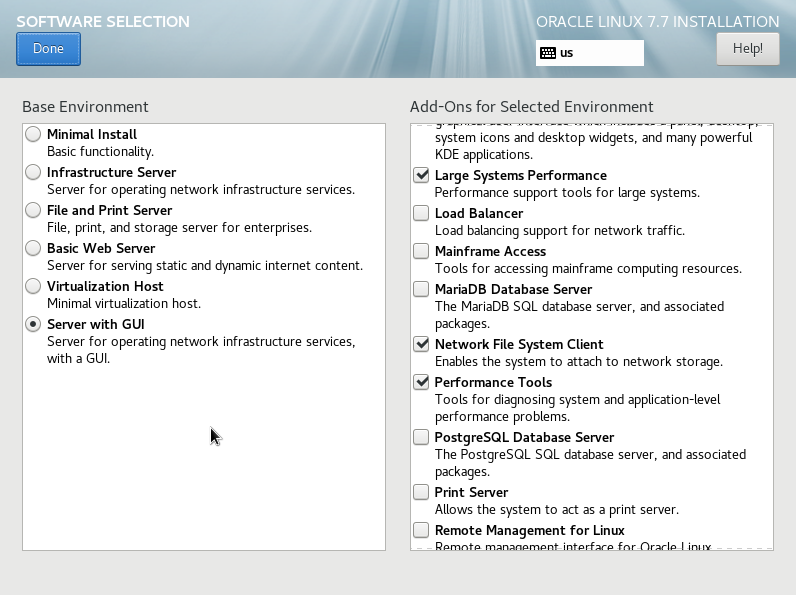 SOFTWARE SELECTION
ORACLE LINUX 7.7 INSTALLATION
Done
us
Help!
Base Environment
Minimal Install
Basic functionality.
Infrastructure Server
Server for operating network infrastructure services.
File and Print Server
File, print, and storage server for enterprises.
Basic Web Server
Server for serving static and dynamic internet content.
Virtualization Host
Minimal virtualization host.
Server with GUI
Server for operating network infrastructure services,
with a GUI.
Add-Ons for Selected Environment
graphical user interface which includes a panel, desktop,
system icons and desktop widgets, and many powerful
KDE applications.
Large Systems Performance
Performance support tools for large systems.
Load Balancer
Load balancing support for network traffic.
Mainframe Access
Tools for accessing mainframe computing resources.
MariaDB Database Server
The MariaDB SQL database server, and associated
packages.
Network File System Client
Enables the system to attach to network storage.
Performance Tools
Tools for diagnosing system and application-level
performance problems.
PostgreSQL Database Server
The PostgreSQL SQL database server, and associated
packages.
Print Server
Allows the system to act as a print server.
Remote Management for Linux
Remote management interface for Oracle Linux